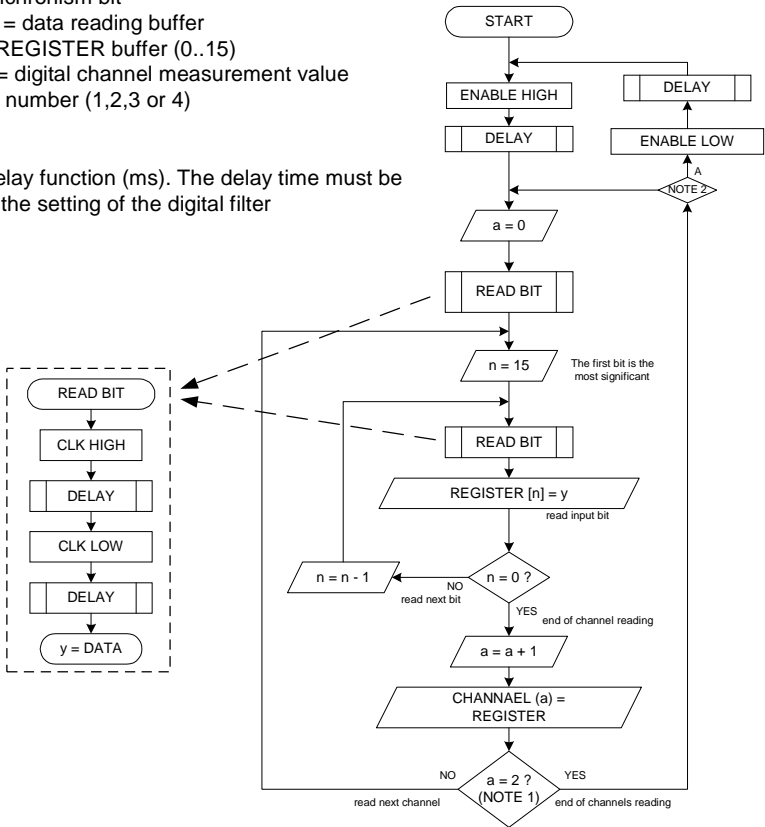 chronism bit
= data reading buffer
REGISTER buffer (0..15)
= digital channel measurement value
number (1,2,3 or 4)
elay function (ms). The delay time must be
the setting of the digital filter
START
ENABLE HIGH
DELAY
DELAY
ENABLE LOW
A
NOTE 2
a = 0
READ BIT
n = 15
The first bit is the
most significant
READ BIT
REGISTER [n] = y
read input bit
n = n - 1
n = 0 ?
NO
read next bit
YES
end of channel reading
a = a + 1
CHANNAEL (a) =
REGISTER
NO
a = 2 ?
(NOTE 1)
YES
read next channel
end of channels reading
READ BIT
CLK HIGH
DELAY
CLK LOW
DELAY
y = DATA